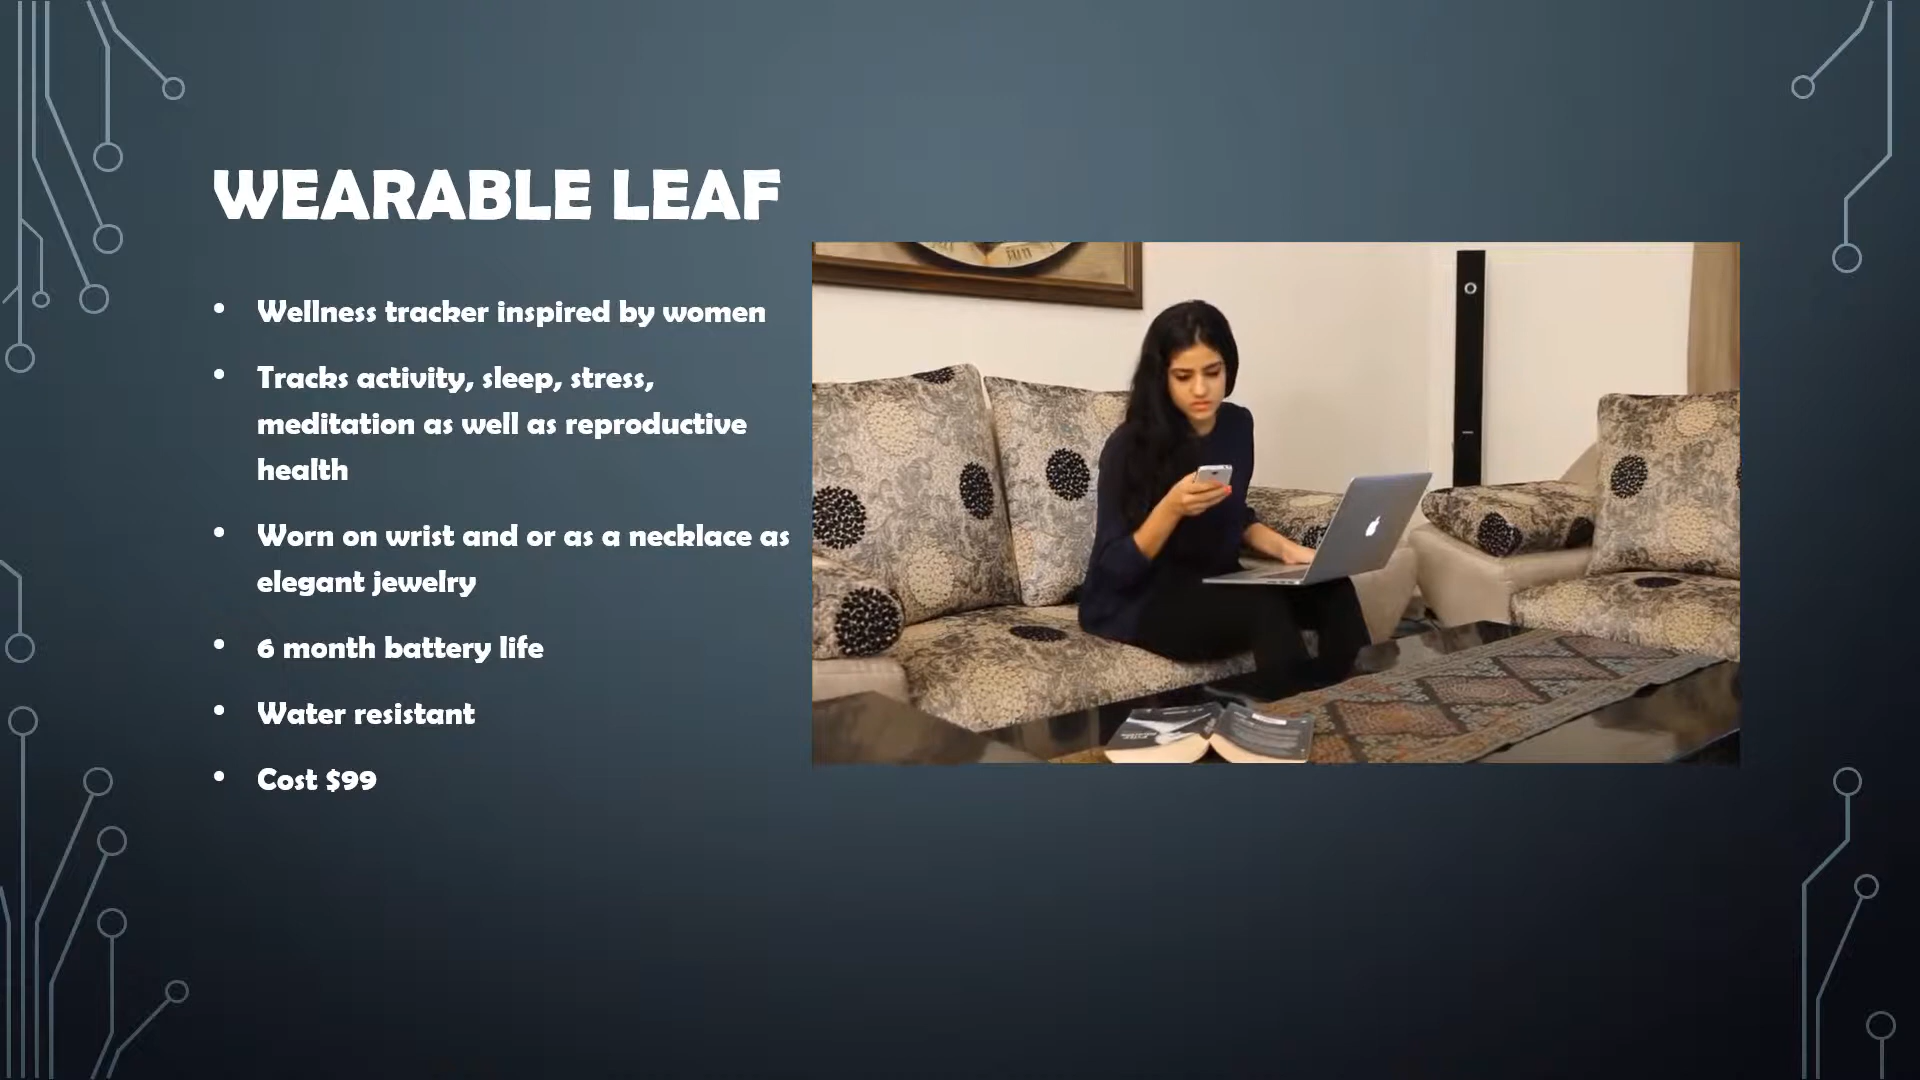 WEARABLE LEAF
• Wellness tracker inspired by women
• Tracks activity, sleep, stress,
meditation as well as reproductive
health
• Worn on wrist and or as a necklace as
elegant jewelry
• 6 month battery life
• Water resistant
• Cost $99